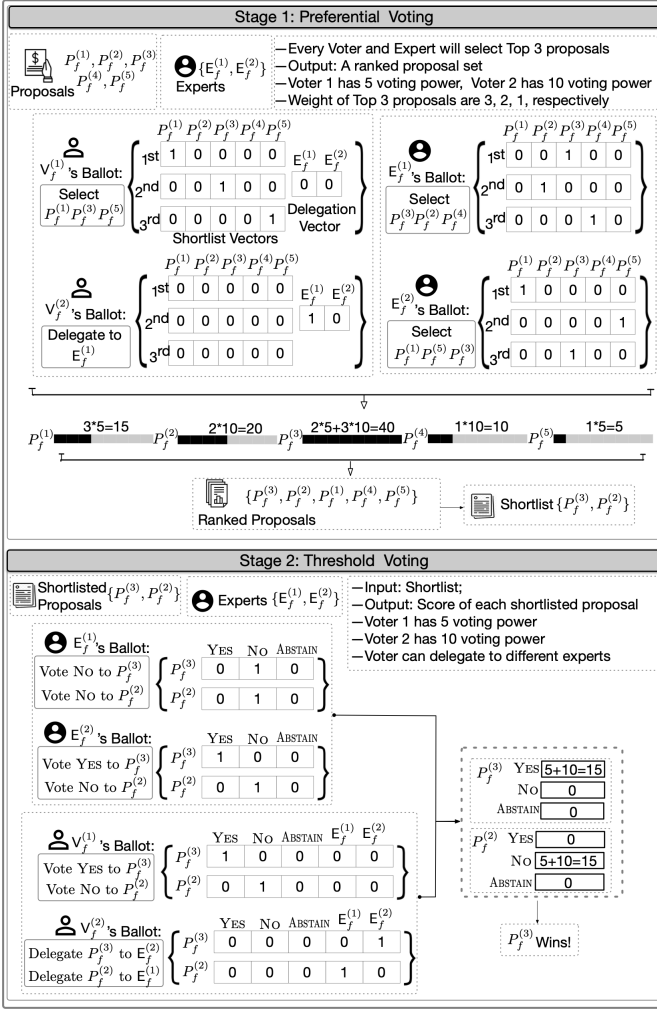 Stage 1: Preferential Voting
$
Proposals
P_f^(1), P_f^(2), P_f^(3)
P_f^(4), P_f^(5)
{E_f^(1), E_f^(2)}
Experts
—Every Voter and Expert will select Top 3 proposals
—Output: A ranked proposal set
—Voter 1 has 5 voting power, Voter 2 has 10 voting power
—Weight of Top 3 proposals are 3, 2, 1, respectively
V_f^(1)'s Ballot:
Select
P_f^(1) P_f^(3) P_f^(5)
P_f^(1) P_f^(2) P_f^(3) P_f^(4) P_f^(5)
1st 1 0 0 0 0
2nd 0 0 1 0 0
3rd 0 0 0 0 1
Shortlist Vectors
E_f^(1) E_f^(2)
0 0
Delegation
Vector
E_f^(1)'s Ballot:
Select
P_f^(3) P_f^(2) P_f^(4)
P_f^(1) P_f^(2) P_f^(3) P_f^(4) P_f^(5)
1st 0 0 1 0 0
2nd 0 1 0 0 0
3rd 0 0 0 1 0
V_f^(2)'s Ballot:
Delegate to
E_f^(1)
P_f^(1) P_f^(2) P_f^(3) P_f^(4) P_f^(5)
1st 0 0 0 0 0
2nd 0 0 0 0 0
3rd 0 0 0 0 0
E_f^(1) E_f^(2)
1 0
E_f^(2)'s Ballot:
Select
P_f^(1) P_f^(5) P_f^(3)
P_f^(1) P_f^(2) P_f^(3) P_f^(4) P_f^(5)
1st 1 0 0 0 0
2nd 0 0 0 0 1
3rd 0 0 1 0 0
P_f^(1) 3*5=15 P_f^(2) 2*10=20 P_f^(3) 2*5+3*10=40 P_f^(4) 1*10=10 P_f^(5) 1*5=5
{P_f^(3), P_f^(2), P_f^(1), P_f^(4), P_f^(5)}
Ranked Proposals
Shortlist {P_f^(3), P_f^(2)}
Stage 2: Threshold Voting
Shortlisted
Proposals {P_f^(3), P_f^(2)}
Experts {E_f^(1), E_f^(2)}
—Input: Shortlist;
—Output: Score of each shortlisted proposal
—Voter 1 has 5 voting power
—Voter 2 has 10 voting power
—Voter can delegate to different experts
E_f^(1)'s Ballot:
Vote No to P_f^(3)
Vote No to P_f^(2)
YES NO ABSTAIN
P_f^(3) 0 1 0
P_f^(2) 0 1 0
E_f^(2)'s Ballot:
Vote YES to P_f^(3)
Vote No to P_f^(2)
YES NO ABSTAIN
P_f^(3) 1 0 0
P_f^(2) 0 1 0
V_f^(1)'s Ballot:
Vote YES to P_f^(3)
Vote No to P_f^(2)
YES NO ABSTAIN E_f^(1) E_f^(2)
P_f^(3) 1 0 0 0 0
P_f^(2) 0 1 0 0 0
V_f^(2)'s Ballot:
Delegate P_f^(3) to E_f^(2)
Delegate P_f^(2) to E_f^(1)
YES NO ABSTAIN E_f^(1) E_f^(2)
P_f^(3) 0 0 0 0 1
P_f^(2) 0 0 0 1 0
P_f^(3) YES 5+10=15
NO 0
ABSTAIN 0
P_f^(2) YES 0
NO 5+10=15
ABSTAIN 0
P_f^(3) Wins!